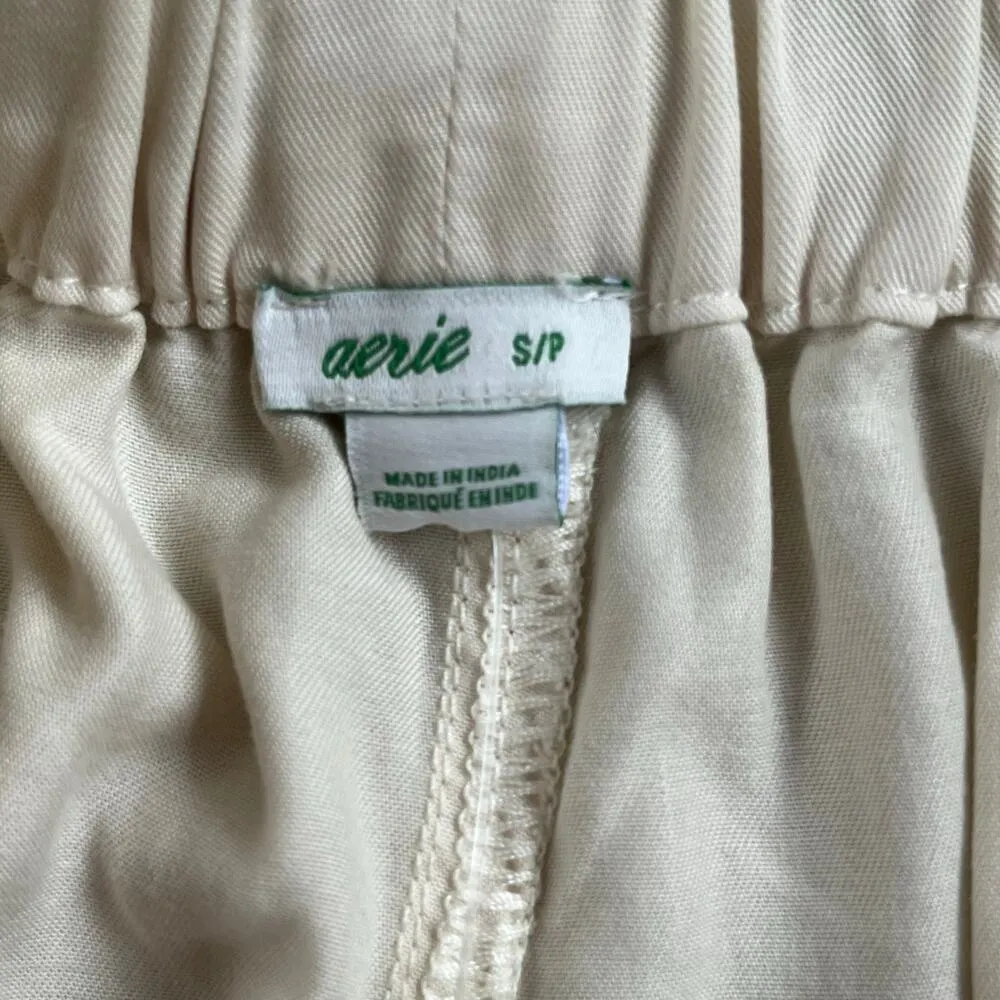 aerie S/P
MADE IN INDIA
FABRIQUÉ EN INDE